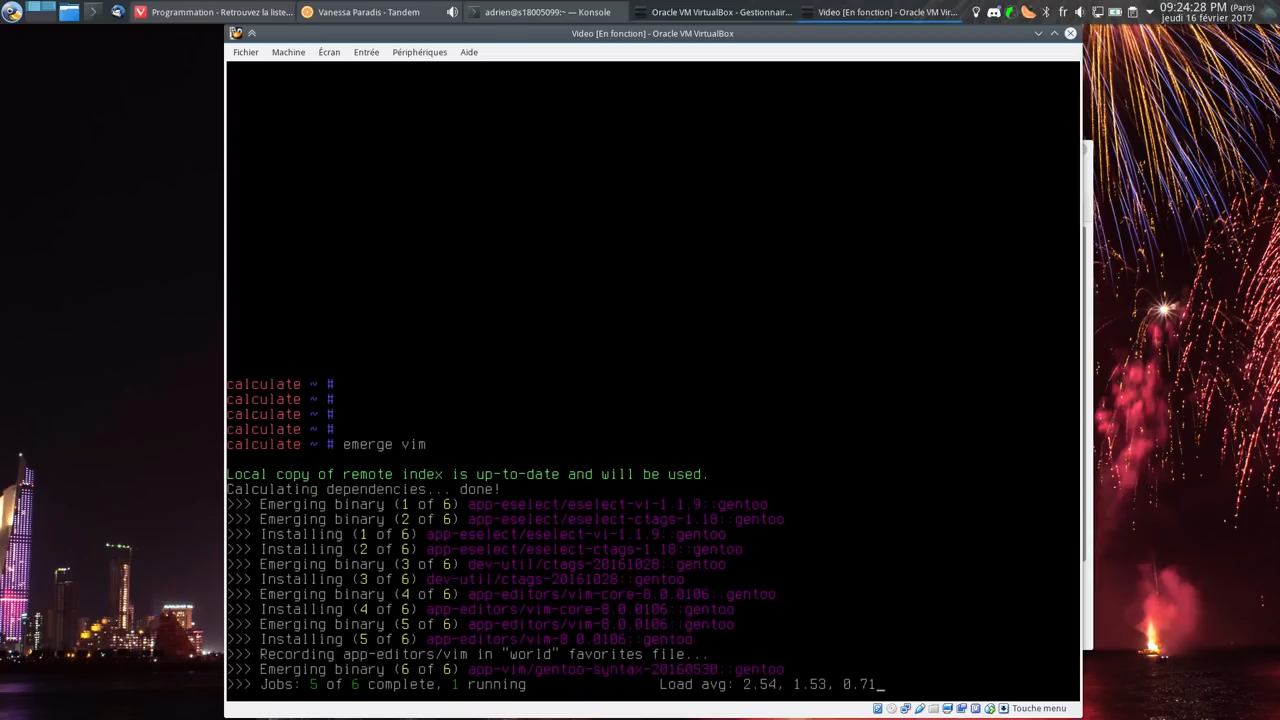 Programmation - Retrouvez la liste...
Vanessa Paradis - Tandem
adrien@s18005099:~ — Konsole
Oracle VM VirtualBox - Gestionnair...
Video [En fonction] - Oracle VM Vir...
fr
09:24:28 PM (Paris)
jeudi 16 février 2017
Video [En fonction] - Oracle VM VirtualBox
Fichier Machine Écran Entrée Périphériques Aide
calculate ~ #
calculate ~ #
calculate ~ #
calculate ~ #
calculate ~ # emerge vim
Local copy of remote index is up-to-date and will be used.
Calculating dependencies... done!
>>> Emerging binary (1 of 6) app-eselect/eselect-vi-1.1.9::gentoo
>>> Emerging binary (2 of 6) app-eselect/eselect-ctags-1.18::gentoo
>>> Installing (1 of 6) app-eselect/eselect-vi-1.1.9::gentoo
>>> Installing (2 of 6) app-eselect/eselect-ctags-1.18::gentoo
>>> Emerging binary (3 of 6) dev-util/ctags-20161028::gentoo
>>> Installing (3 of 6) dev-util/ctags-20161028::gentoo
>>> Emerging binary (4 of 6) app-editors/vim-core-8.0.0106::gentoo
>>> Installing (4 of 6) app-editors/vim-core-8.0.0106::gentoo
>>> Emerging binary (5 of 6) app-editors/vim-8.0.0106::gentoo
>>> Installing (5 of 6) app-editors/vim-8.0.0106::gentoo
>>> Recording app-editors/vim in "world" favorites file...
>>> Emerging binary (6 of 6) app-vim/gentoo-syntax-20160530::gentoo
>>> Jobs: 5 of 6 complete, 1 running Load avg: 2.54, 1.53, 0.71_
Touche menu